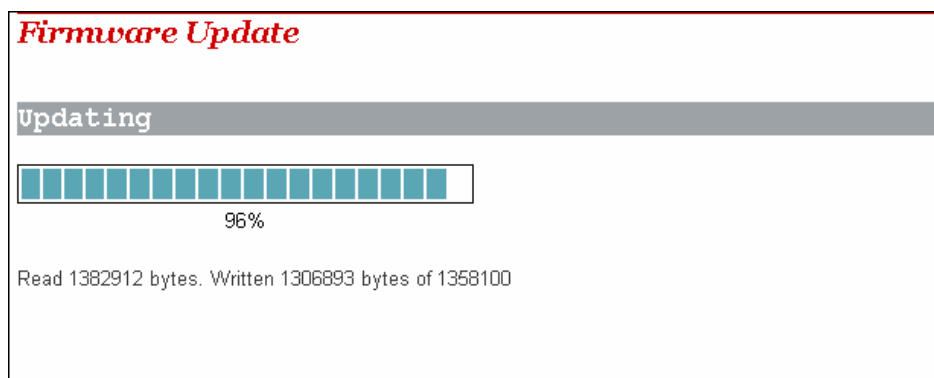 Firmware Update
Updating
96%
Read 1382912 bytes. Written 1306893 bytes of 1358100